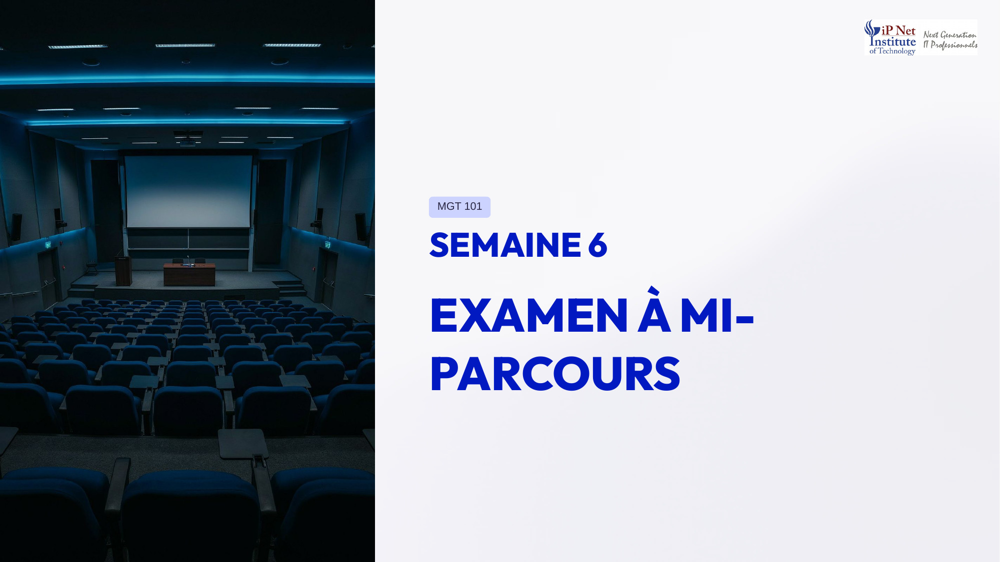 iP Net
Institute
of Technology
Next Generation
IT Professionnels
MGT 101
SEMAINE 6
EXAMEN À MI-
PARCOURS